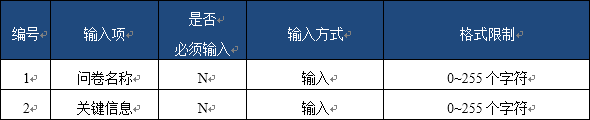 编号 输入项 是否 必须输入 输入方式 格式限制
1 问卷名称 N 输入 0~255 个字符
2 关键信息 N 输入 0~255 个字符